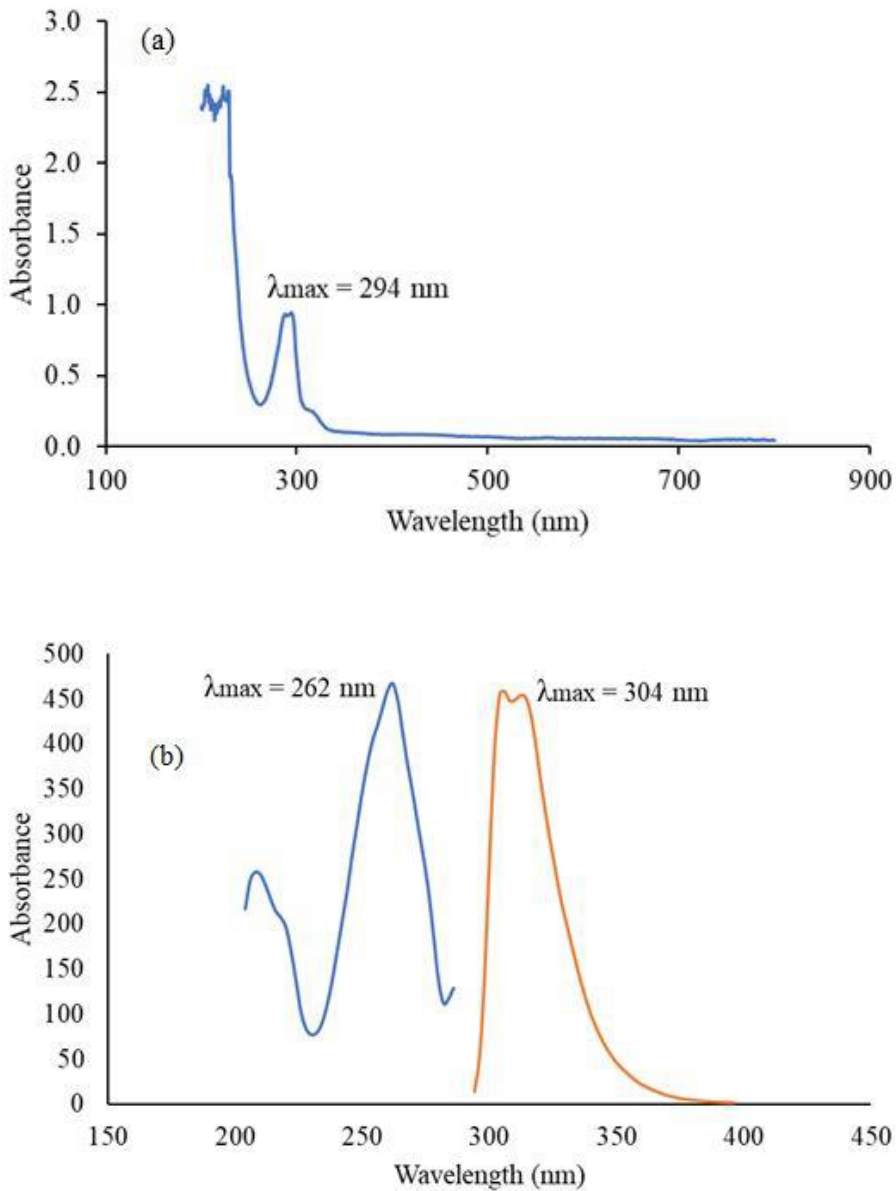 (a)
3.0
2.5
2.0
1.5
1.0
0.5
0.0
Absorbance
λmax = 294 nm
100 300 500 700 900
Wavelength (nm)
(b)
500
450
400
350
300
250
200
150
100
50
0
Absorbance
λmax = 262 nm
λmax = 304 nm
150 200 250 300 350 400 450
Wavelength (nm)